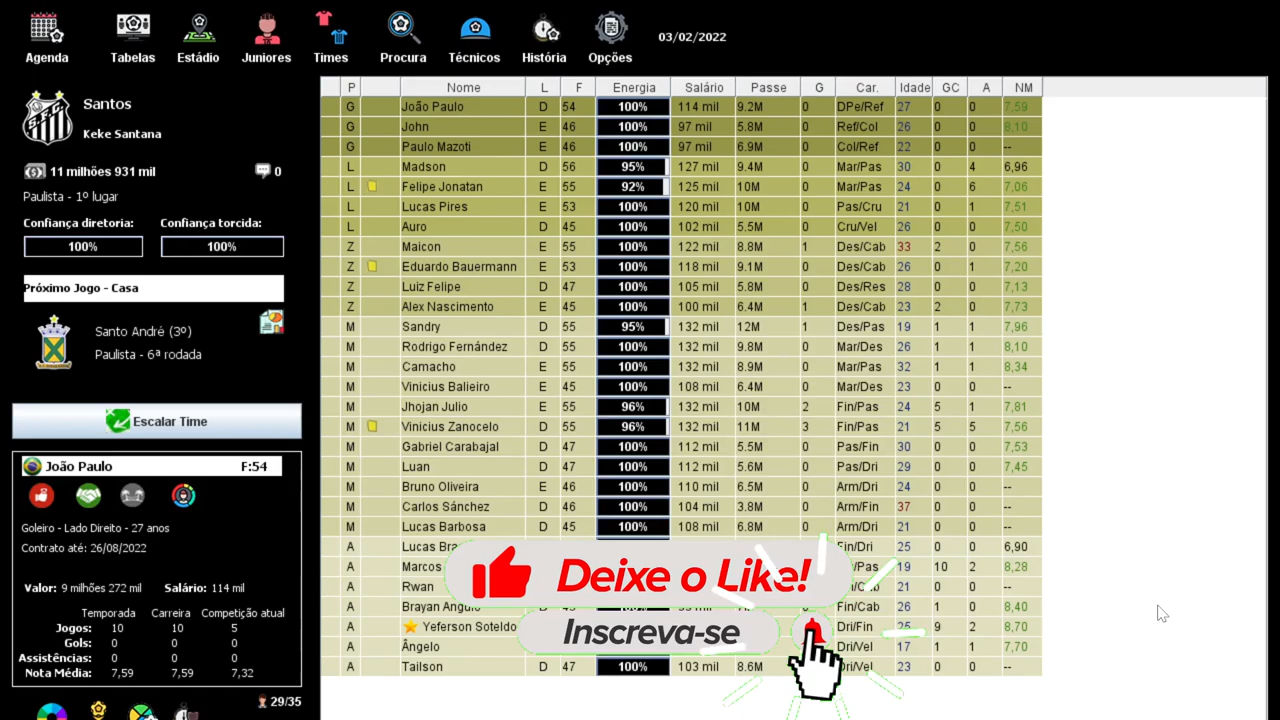 Agenda Tabelas Estádio Juniores Times Procura Técnicos História Opções 03/02/2022
Santos
Keke Santana
11 milhões 931 mil 0
Paulista - 1º lugar
Confiança diretoria: Confiança torcida:
100% 100%
Próximo Jogo - Casa
Santo André (3º)
Paulista - 6ª rodada
Escalar Time
João Paulo F:54
Goleiro - Lado Direito - 27 anos
Contrato até: 26/08/2022
Valor: 9 milhões 272 mil Salário: 114 mil
Temporada Carreira Competição atual
Jogos: 10 10 5
Gols: 0 0 0
Assistências: 0 0 0
Nota Média: 7,59 7,59 7,32
29/35
P Nome L F Energia Salário Passe G Car. Idade GC A NM
G João Paulo D 54 100% 114 mil 9.2M 0 DPe/Ref 27 0 0 7,59
G John E 46 100% 97 mil 5.8M 0 Ref/Col 26 0 0 8,10
G Paulo Mazoti E 46 100% 97 mil 6.9M 0 Col/Ref 22 0 0 --
L Madson D 56 95% 127 mil 9.4M 0 Mar/Pas 30 0 4 6,96
L Felipe Jonatan E 55 92% 125 mil 10M 0 Mar/Pas 24 0 6 7,06
L Lucas Pires E 53 100% 120 mil 10M 0 Pas/Cru 21 0 1 7,51
L Auro D 45 100% 102 mil 5.5M 0 Cru/Vel 26 0 0 7,50
Z Maicon E 55 100% 122 mil 8.8M 1 Des/Cab 33 2 0 7,56
Z Eduardo Bauermann E 53 100% 118 mil 9.1M 0 Des/Cab 26 0 1 7,20
Z Luiz Felipe D 47 100% 105 mil 5.8M 0 Des/Res 28 0 0 7,13
Z Alex Nascimento E 45 100% 100 mil 6.4M 1 Des/Cab 23 2 0 7,73
M Sandry D 55 95% 132 mil 12M 1 Des/Pas 19 1 1 7,96
M Rodrigo Fernández D 55 100% 132 mil 9.8M 0 Mar/Des 26 1 1 8,10
M Camacho E 55 100% 132 mil 8.9M 0 Mar/Pas 32 1 1 8,34
M Vinicius Balieiro E 45 100% 108 mil 6.4M 0 Mar/Des 23 0 0 --
M Jhojan Julio E 55 96% 132 mil 10M 2 Fin/Pas 24 5 1 7,81
M Vinicius Zanocelo D 55 96% 132 mil 11M 3 Fin/Pas 21 5 5 7,56
M Gabriel Carabajal D 47 100% 112 mil 5.5M 0 Pas/Fin 30 0 0 7,53
M Luan D 47 100% 112 mil 5.6M 0 Pas/Dri 29 0 0 7,45
M Bruno Oliveira E 46 100% 110 mil 6.5M 0 Arm/Dri 24 0 0 --
M Carlos Sánchez E 46 100% 104 mil 3.8M 0 Arm/Fin 37 0 0 --
M Lucas Barbosa D 45 100% 108 mil 6.8M 0 Arm/Dri 21 0 0 --
A Lucas Fin/Dri 25 0 0 6,90
A Marcos 19 10 2 8,28
A Rwan 21 0 0 --
A Brayan Angulo Fin/Cab 26 1 0 8,40
A Yeferson Soteldo Dri/Fin 25 9 2 8,70
A Ângelo Dri/Vel 17 1 1 7,70
A Tailson D 47 100% 103 mil 8.6M Dri/Vel 23 0 0 --
Deixe o Like!
Inscreva-se